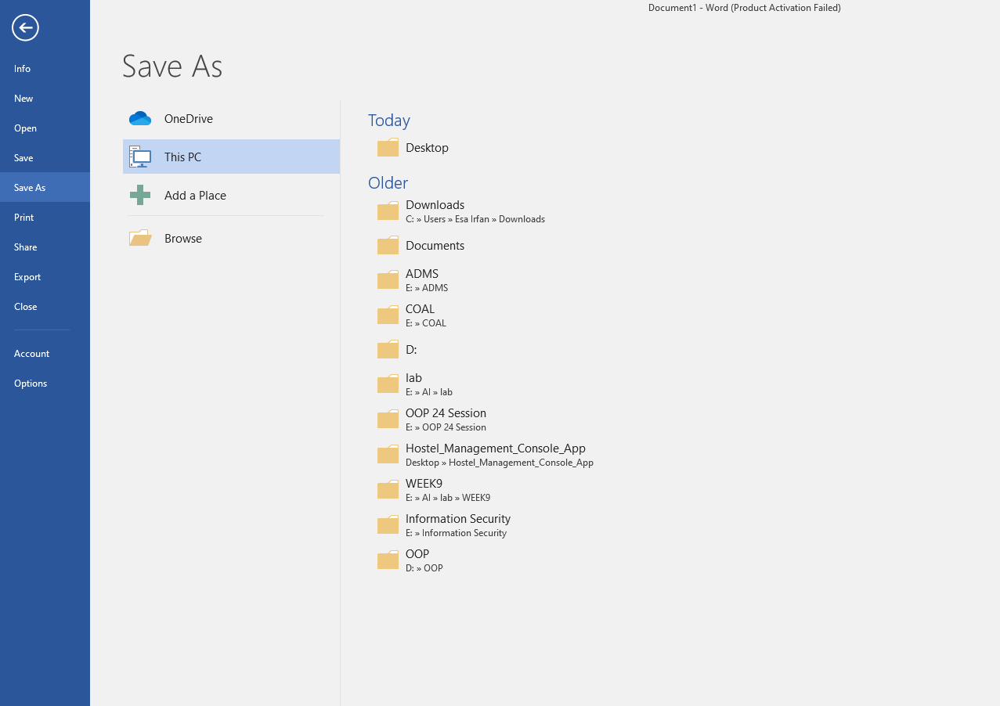 Document1 - Word (Product Activation Failed)
Info
New
Open
Save
Save As
Print
Share
Export
Close
Account
Options
Save As
OneDrive
This PC
Add a Place
Browse
Today
Desktop
Older
Downloads
C: » Users » Esa Irfan » Downloads
Documents
ADMS
E: » ADMS
COAL
E: » COAL
D:
lab
E: » AI » lab
OOP 24 Session
E: » OOP 24 Session
Hostel_Management_Console_App
Desktop » Hostel_Management_Console_App
WEEK9
E: » AI » lab » WEEK9
Information Security
E: » Information Security
OOP
D: » OOP